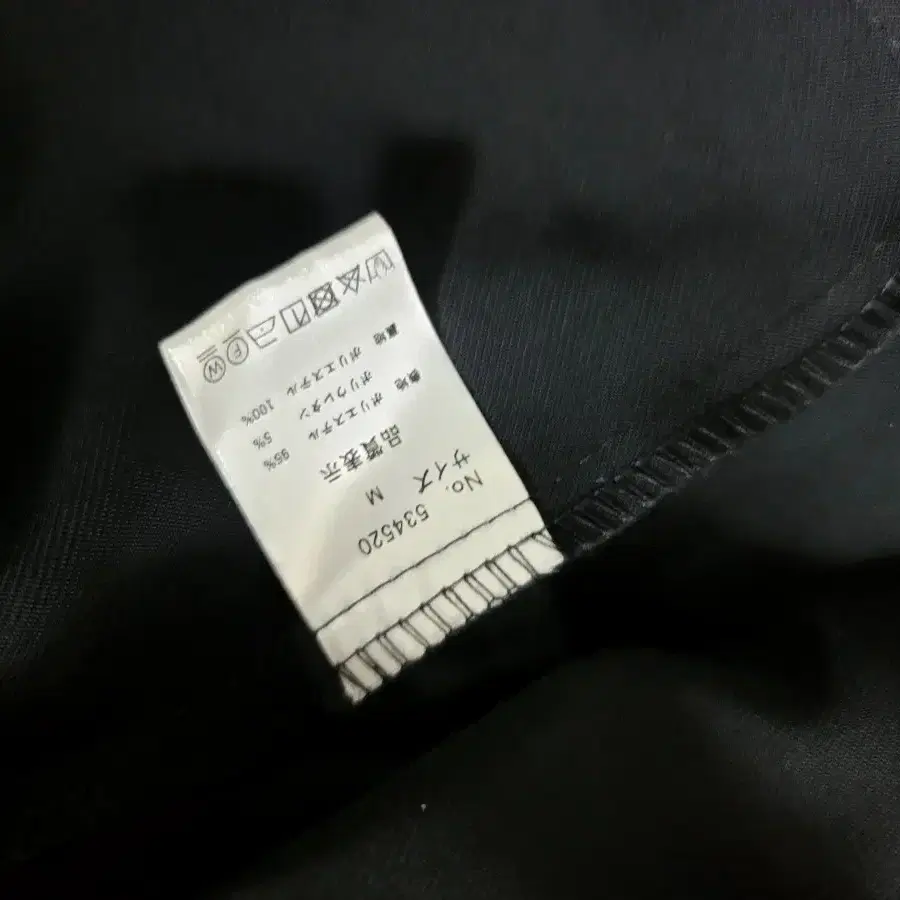 No. 534520
サイズ M
品質表示
表地 ポリエステル 95%
ポリウレタン 5%
裏地 ポリエステル 100%
F W